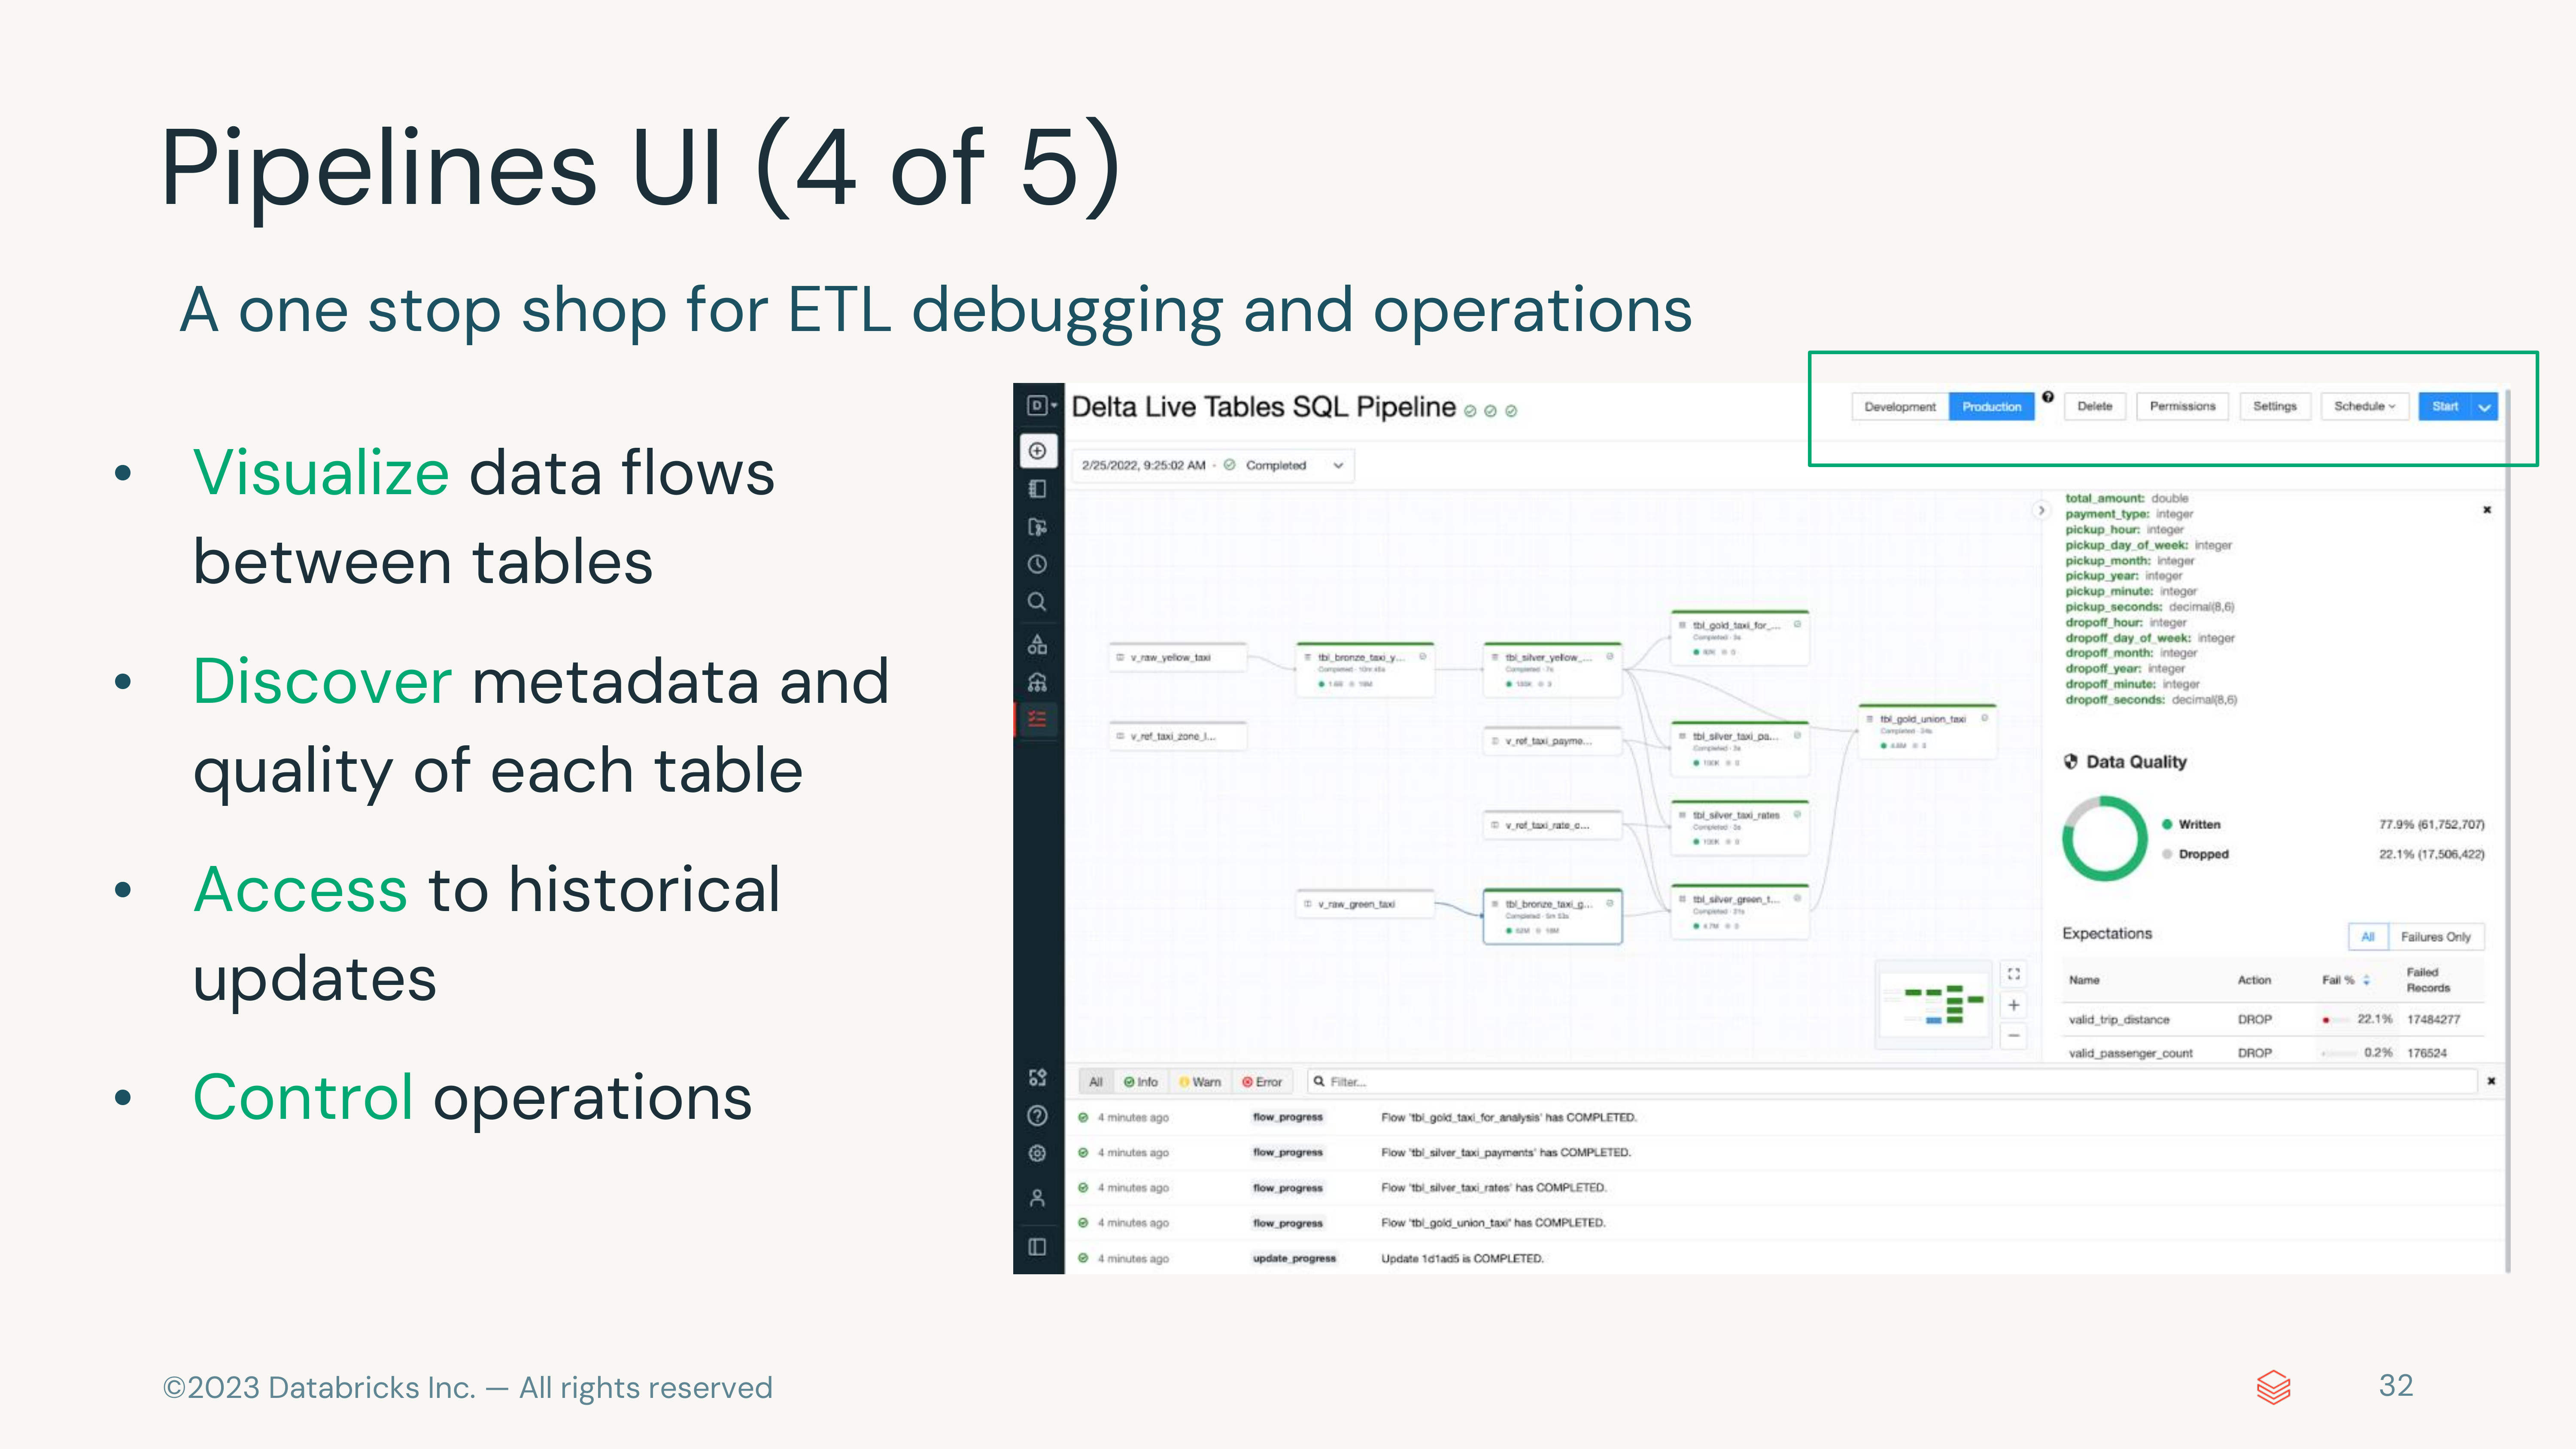 Pipelines UI (4 of 5)
A one stop shop for ETL debugging and operations
• Visualize data flows
between tables
• Discover metadata and
quality of each table
• Access to historical
updates
• Control operations
Delta Live Tables SQL Pipeline
Development Production Delete Permissions Settings Schedule Start
2/25/2022, 9:25:02 AM - Completed
total_amount: double
payment_type: integer
pickup_hour: integer
pickup_day_of_week: integer
pickup_month: integer
pickup_year: integer
pickup_minute: integer
pickup_seconds: decimal(8,6)
dropoff_hour: integer
dropoff_day_of_week: integer
dropoff_month: integer
dropoff_year: integer
dropoff_minute: integer
dropoff_seconds: decimal(8,6)
v_raw_yellow_taxi
v_ref_taxi_zone_l...
tbl_bronze_taxi_y...
tbl_silver_yellow_...
tbl_gold_taxi_for_...
v_ref_taxi_payme...
tbl_silver_taxi_pa...
tbl_gold_union_taxi
v_ref_taxi_rate_c...
tbl_silver_taxi_rates
v_raw_green_taxi
tbl_bronze_taxi_g...
tbl_silver_green_t...
Data Quality
Written 77.9% (61,752,707)
Dropped 22.1% (17,506,422)
Expectations All Failures Only
Name Action Fail % Failed Records
valid_trip_distance DROP 22.1% 17484277
valid_passenger_count DROP 0.2% 176524
All Info Warn Error Filter...
4 minutes ago flow_progress Flow 'tbl_gold_taxi_for_analysis' has COMPLETED.
4 minutes ago flow_progress Flow 'tbl_silver_taxi_payments' has COMPLETED.
4 minutes ago flow_progress Flow 'tbl_silver_taxi_rates' has COMPLETED.
4 minutes ago flow_progress Flow 'tbl_gold_union_taxi' has COMPLETED.
4 minutes ago update_progress Update 1d1ad5 is COMPLETED.
©2023 Databricks Inc. — All rights reserved
32